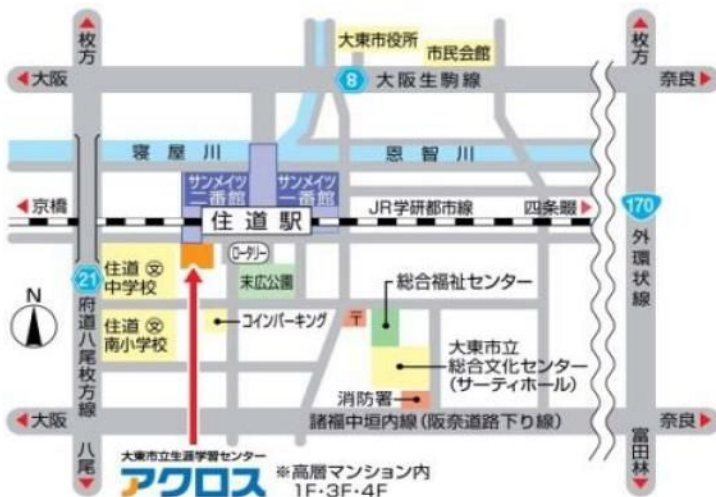 枚方
枚方
大東市役所
市民会館
大阪
8
大阪生駒線
奈良
寝屋川
恩智川
サンメイツ
二番館
サンメイツ
一番館
京橋
住道駅
JR学研都市線
四条畷
170
外環状線
ロータリー
住道 文
中学校
末広公園
21
府道八尾枚方線
N
総合福祉センター
住道 文
南小学校
コインパーキング
〒
大東市立
総合文化センター
(サーティホール)
消防署
大阪
諸福中垣内線(阪奈道路下り線)
奈良
八尾
富田林
大東市立生涯学習センター
アクロス
※高層マンション内
1F・3F・4F